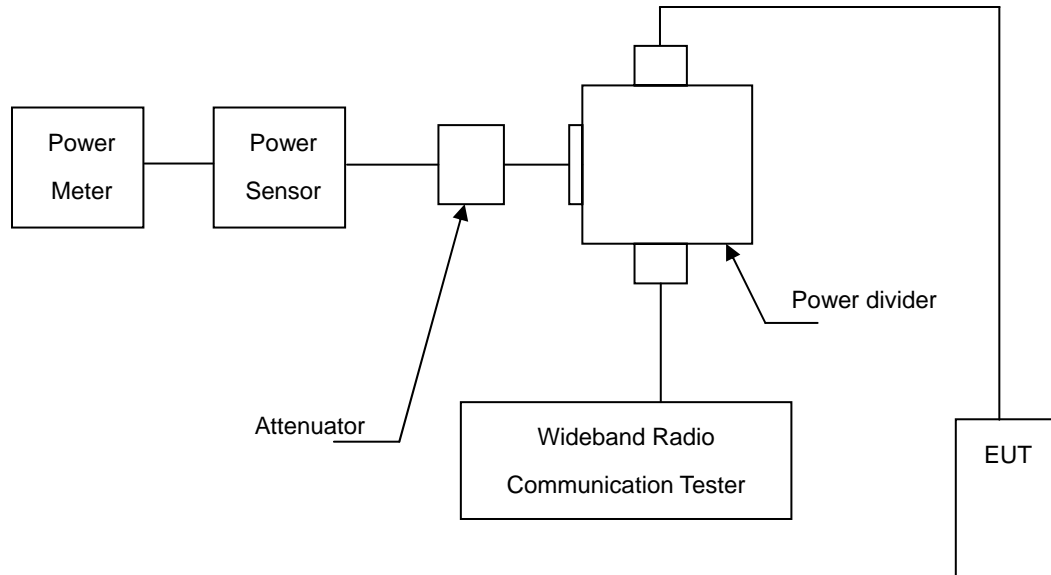 Power
Meter
Power
Sensor
Power divider
Attenuator
Wideband Radio
Communication Tester
EUT